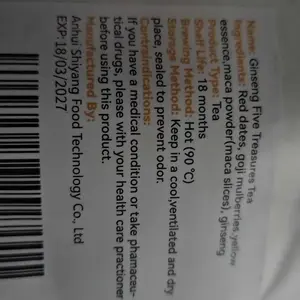 Name: Ginseng Five Treasures Tea
Ingredients: Red dates, goji mulberries,yellow
essence,maca powder(maca slices), ginseng
Product Type: Tea
Shelf Life: 18 months
Brewing Method: Hot (90 °C)
Storage Method: Keep in a cool,ventilated and dry
place, sealed to prevent odor.
Contraindications:
If you have a medical condition or take phamaceu-
tical drugs, please with your health care practioner
before using this product.
Manufactured By:
Anhui Shiyang Food Technology Co., Ltd
EXP:18/03/2027